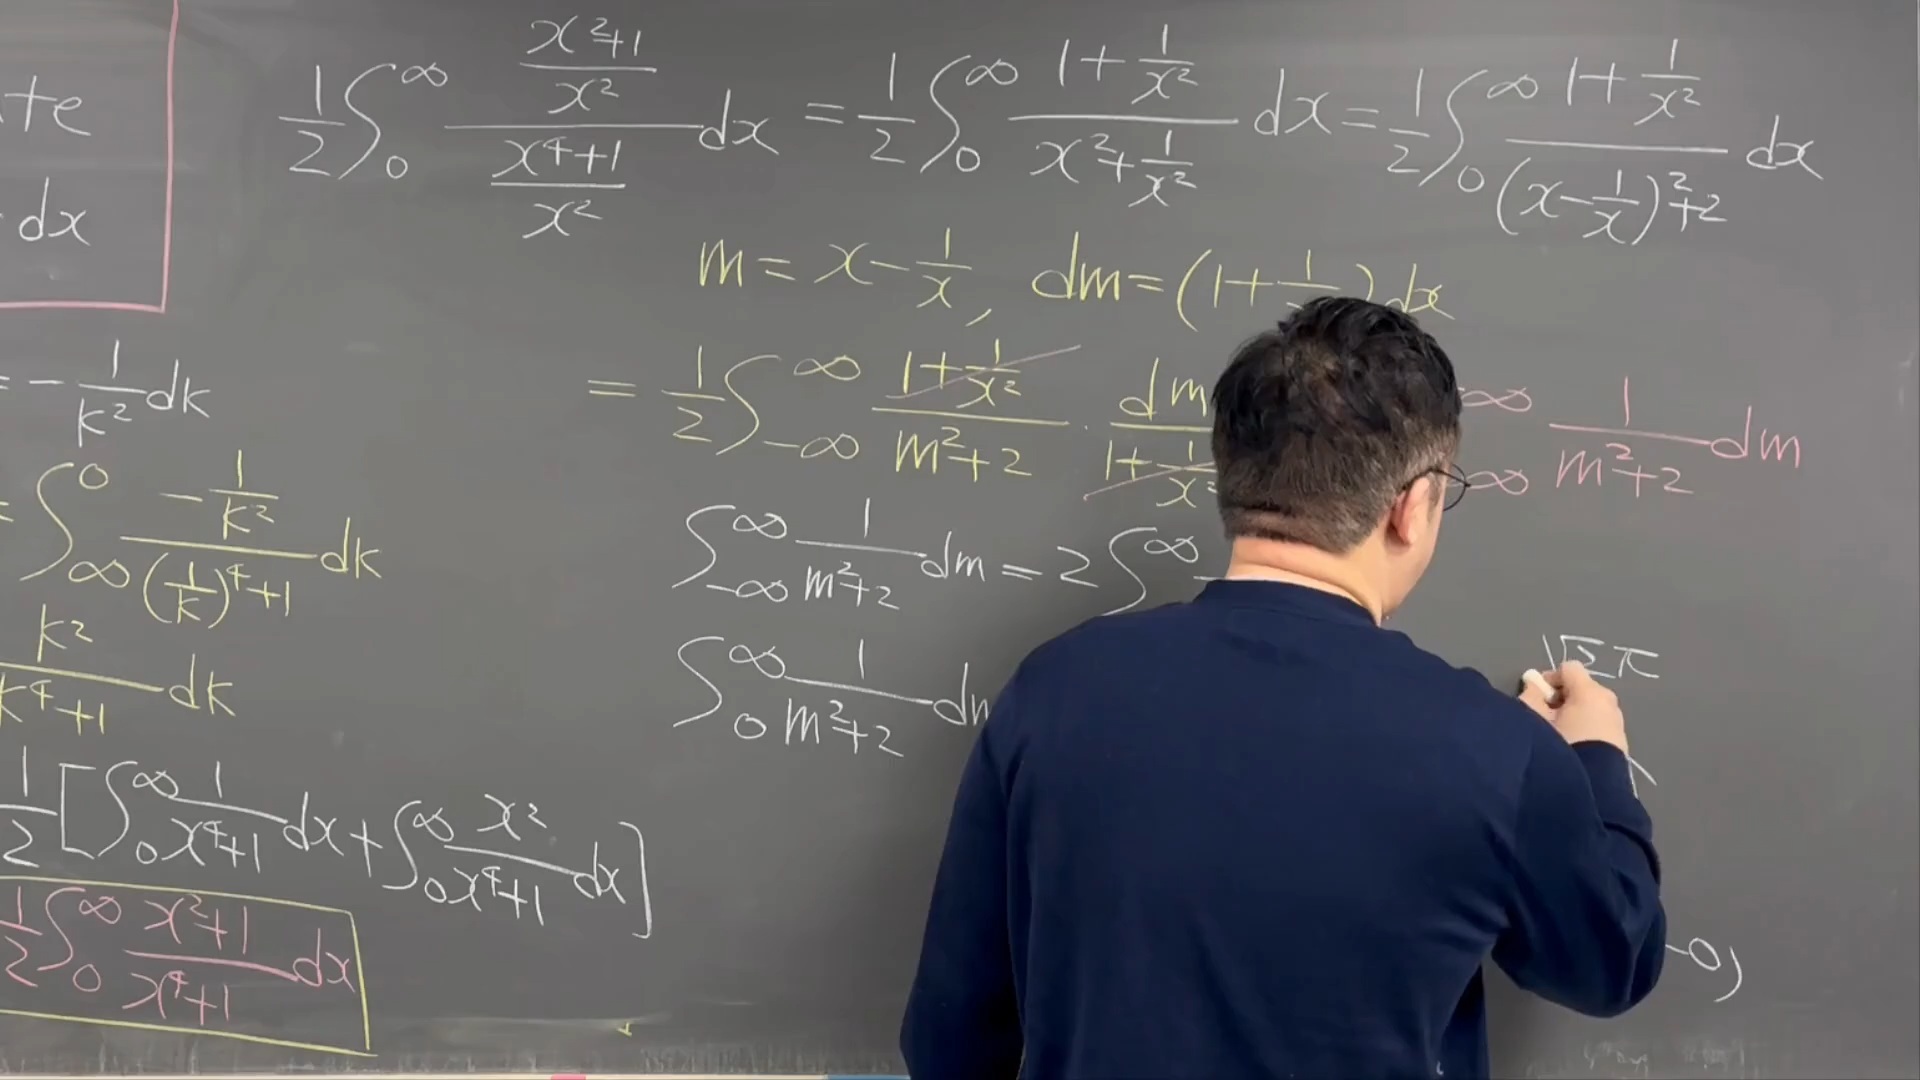 te
dx
= - 1/k² dk
= ∫_∞^0 (-1/k²)/((1/k)⁴+1) dk
k²/(k⁴+1) dk
1/2 [∫_0^∞ 1/(x⁴+1) dx + ∫_0^∞ x²/(x⁴+1) dx]
1/2 ∫_0^∞ (x²+1)/(x⁴+1) dx
1/2 ∫_0^∞ ((x²+1)/x²)/((x⁴+1)/x²) dx = 1/2 ∫_0^∞ (1+1/x²)/(x²+1/x²) dx = 1/2 ∫_0^∞ (1+1/x²)/((x-1/x)²+2) dx
m = x - 1/x, dm = (1+1/ ) dx
= 1/2 ∫_-∞^∞ (1+1/x²)/(m²+2) · dm/(1+1/x²) ∞ ∞ 1/(m²+2) dm
∫_-∞^∞ 1/(m²+2) dm = 2 ∫^∞
∫_0^∞ 1/(m²+2) dm
√2 π
-0)